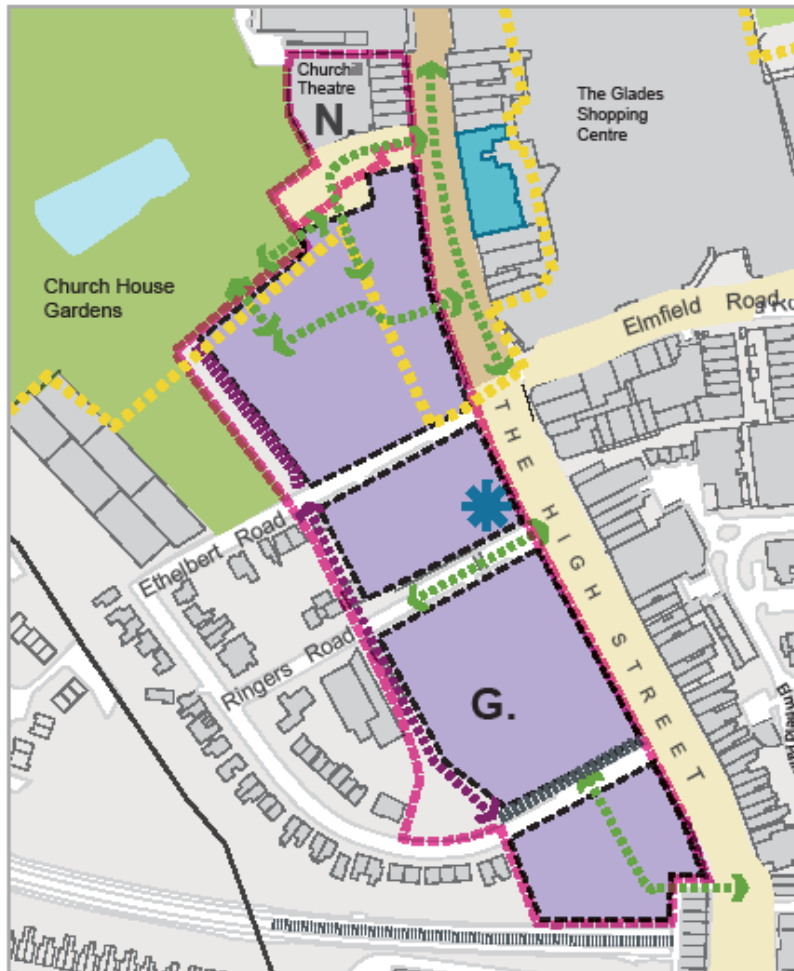 Churchill
Theatre
N.
The Glades
Shopping
Centre
Church House
Gardens
Elmfield Road
THE HIGH STREET
Ethelbert Road
Ringers Road
G.